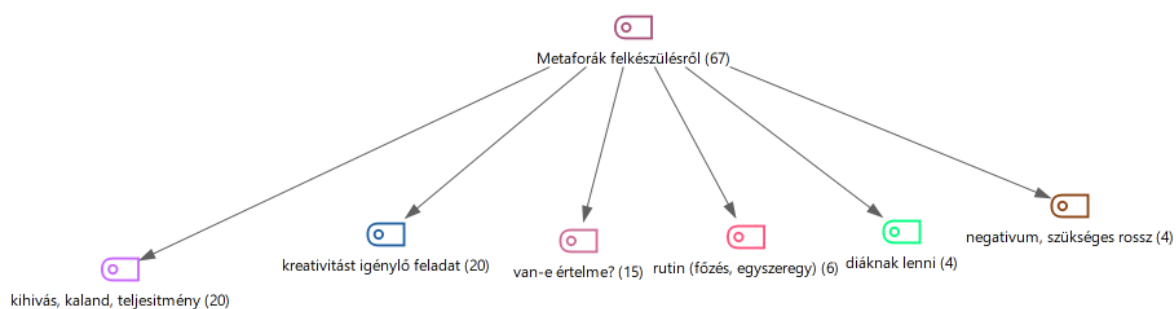 Metaforák felkészülésről (67)
kihivás, kaland, teljesitmény (20)
kreativitást igénylő feladat (20)
van-e értelme? (15)
rutin (főzés, egyszeregy) (6)
diáknak lenni (4)
negativum, szükséges rossz (4)